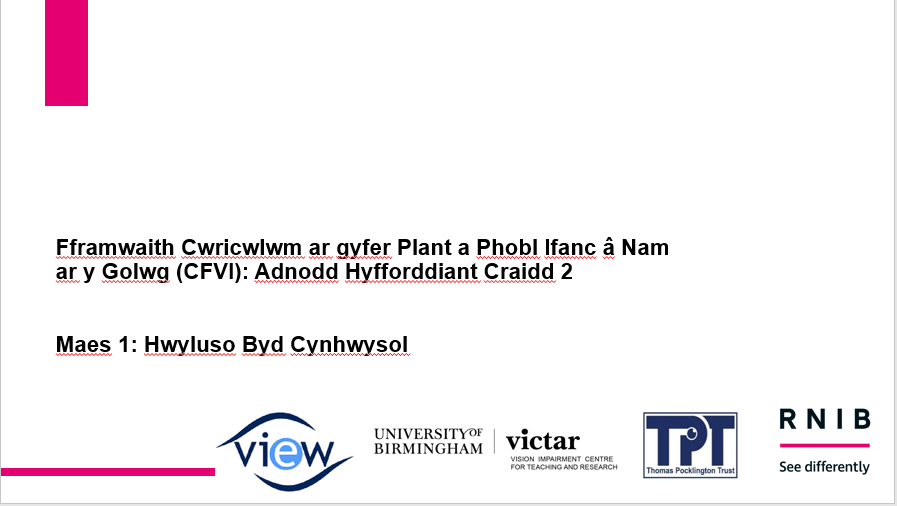 Fframwaith Cwricwlwm ar gyfer Plant a Phobl Ifanc â Nam
ar y Golwg (CFVI): Adnodd Hyfforddiant Craidd 2
Maes 1: Hwyluso Byd Cynhwysol
view
UNIVERSITY OF
BIRMINGHAM
victar
VISION IMPAIRMENT CENTRE
FOR TEACHING AND RESEARCH
TPT
Thomas Pocklington Trust
RNIB
See differently